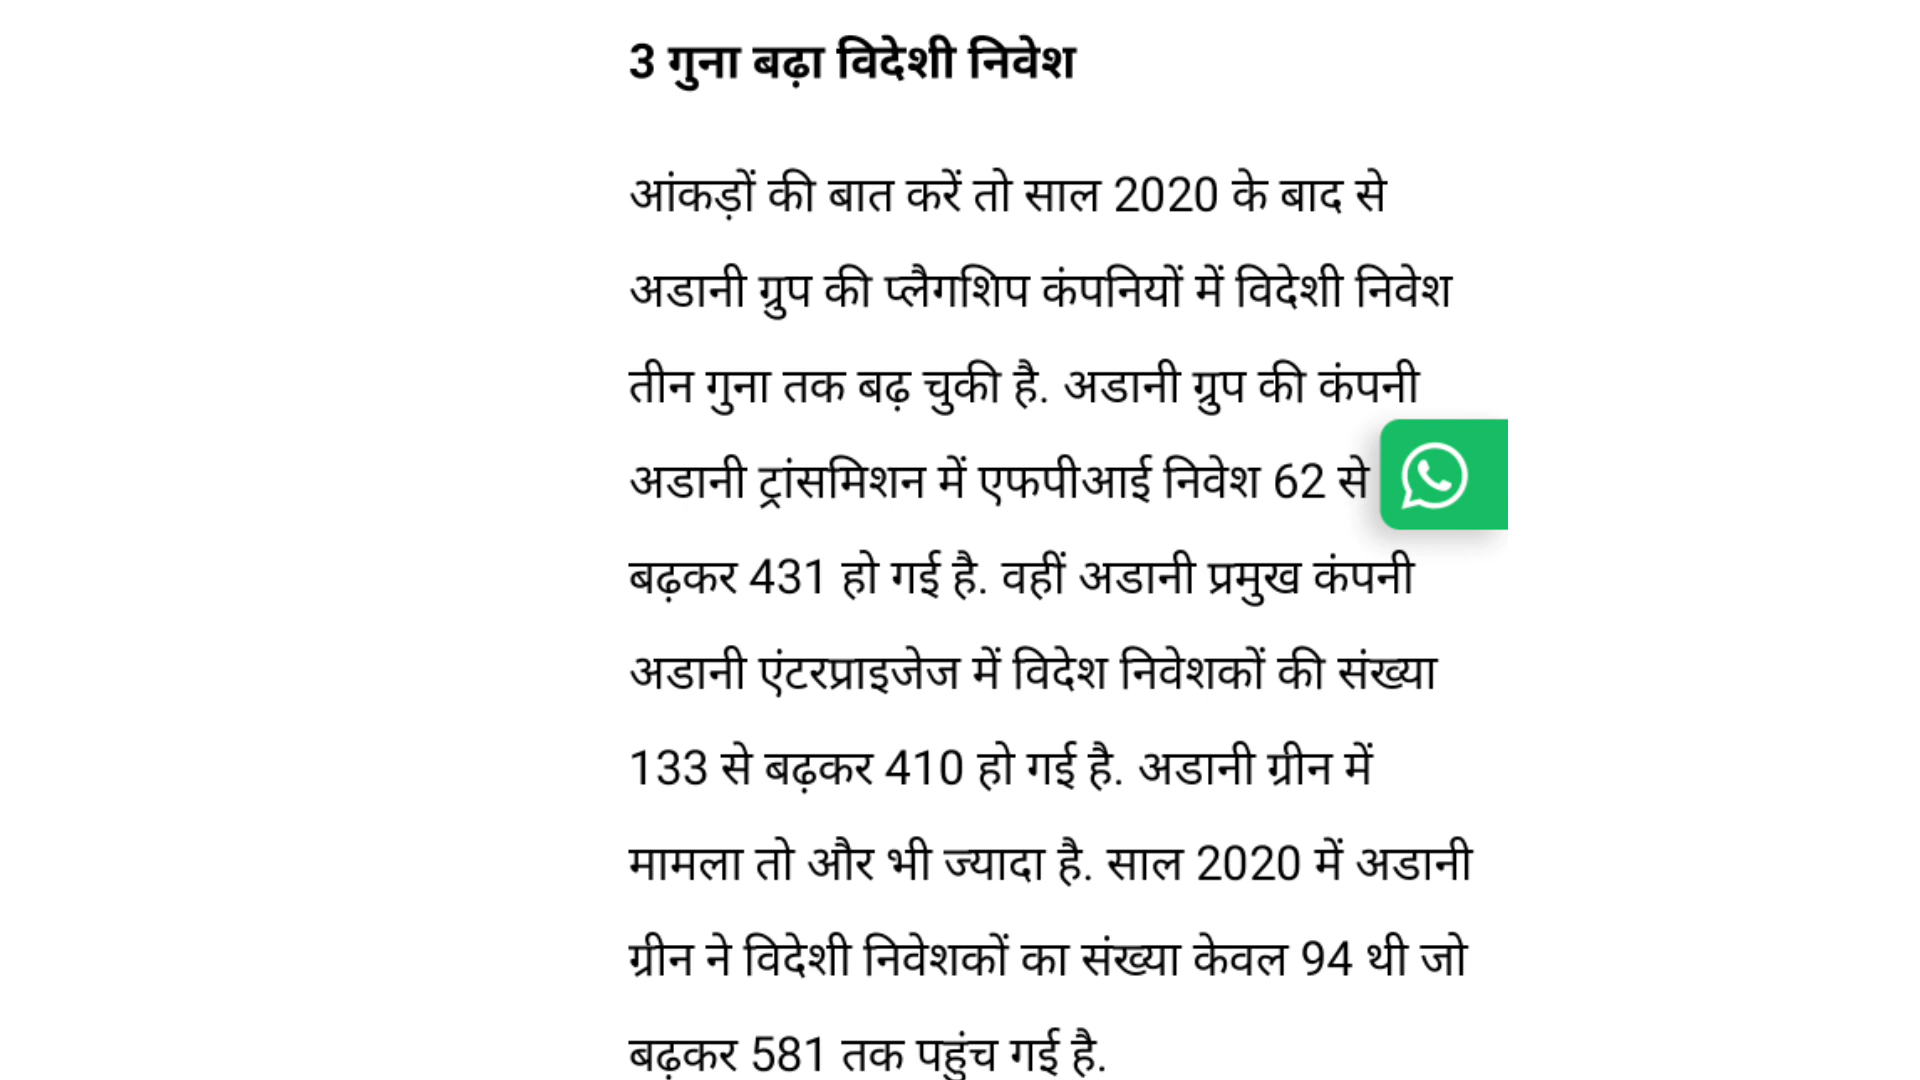 3 गुना बढ़ा विदेशी निवेश
आंकड़ों की बात करें तो साल 2020 के बाद से
अडानी ग्रुप की प्लैगशिप कंपनियों में विदेशी निवेश
तीन गुना तक बढ़ चुकी है. अडानी ग्रुप की कंपनी
अडानी ट्रांसमिशन में एफपीआई निवेश 62 से
बढ़कर 431 हो गई है. वहीं अडानी प्रमुख कंपनी
अडानी एंटरप्राइजेज में विदेश निवेशकों की संख्या
133 से बढ़कर 410 हो गई है. अडानी ग्रीन में
मामला तो और भी ज्यादा है. साल 2020 में अडानी
ग्रीन ने विदेशी निवेशकों का संख्या केवल 94 थी जो
बढ़कर 581 तक पहुंच गई है.